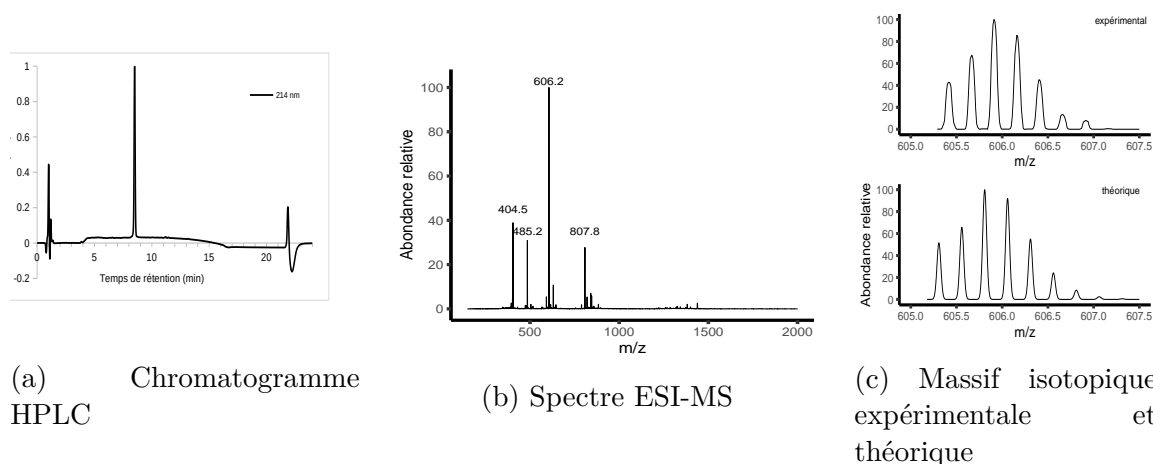 1
0.8
0.6
0.4
0.2
0
-0.2
0 5 10 15 20
Temps de rétention (min)
214 nm
(a) Chromatogramme
HPLC
Abondance relative
100
80
60
40
20
0
606.2
404.5
485.2
807.8
500 1000 1500 2000
m/z
(b) Spectre ESI-MS
expérimental
100
80
60
40
20
0
605.0 605.5 606.0 606.5 607.0 607.5
m/z
théorique
Abondance relative
100
80
60
40
20
0
605.0 605.5 606.0 606.5 607.0 607.5
m/z
(c) Massif isotopique
expérimentale et
théorique